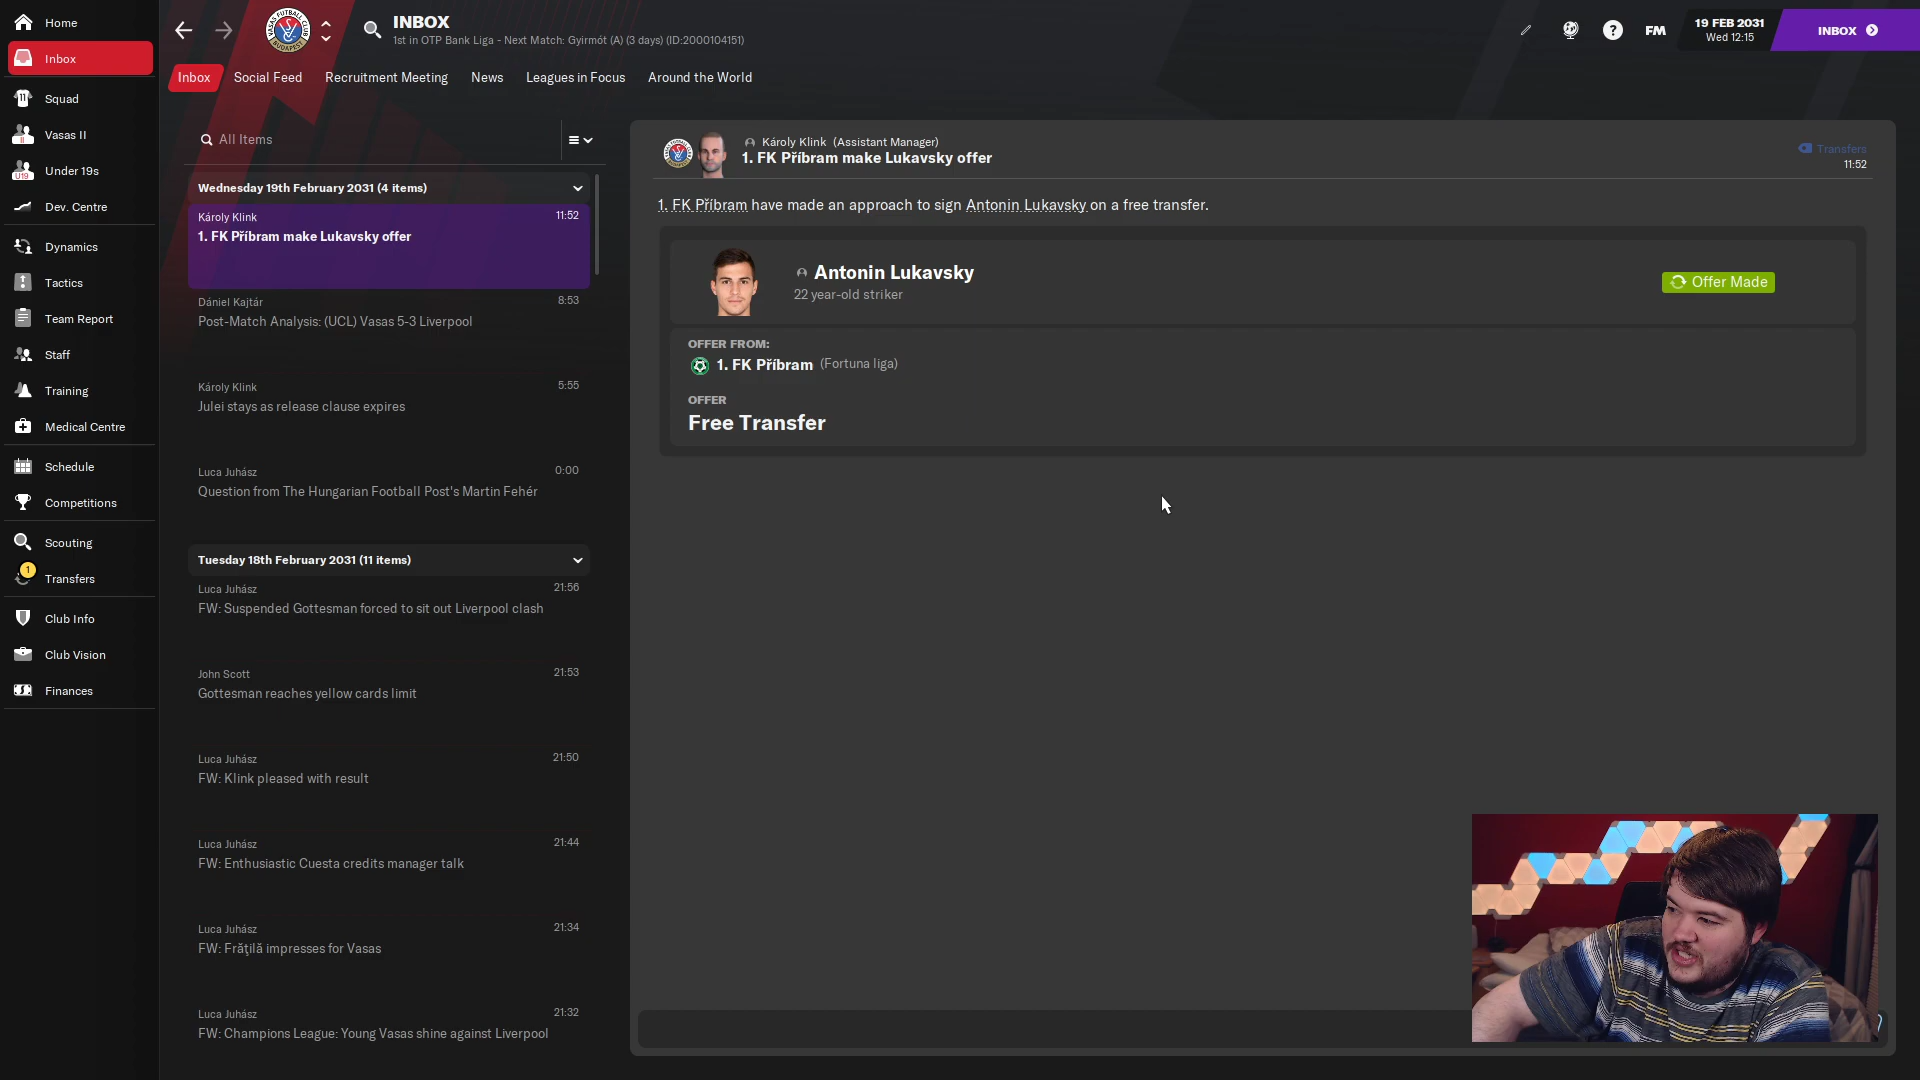 Home
Inbox
Squad
Vasas II
Under 19s
Dev. Centre
Dynamics
Tactics
Team Report
Staff
Training
Medical Centre
Schedule
Competitions
Scouting
1
Transfers
Club Info
Club Vision
Finances
INBOX
1st in OTP Bank Liga - Next Match: Gyirmót (A) (3 days) (ID:2000104151)
FM
19 FEB 2031
Wed 12:15
INBOX
Inbox Social Feed Recruitment Meeting News Leagues in Focus Around the World
All Items
Wednesday 19th February 2031 (4 items)
Károly Klink 11:52
1. FK Příbram make Lukavsky offer
Dániel Kajtár 8:53
Post-Match Analysis: (UCL) Vasas 5-3 Liverpool
Károly Klink 5:55
Julei stays as release clause expires
Luca Juhász 0:00
Question from The Hungarian Football Post's Martin Fehér
Tuesday 18th February 2031 (11 items)
Luca Juhász 21:56
FW: Suspended Gottesman forced to sit out Liverpool clash
John Scott 21:53
Gottesman reaches yellow cards limit
Luca Juhász 21:50
FW: Klink pleased with result
Luca Juhász 21:44
FW: Enthusiastic Cuesta credits manager talk
Luca Juhász 21:34
FW: Frăţilă impresses for Vasas
Luca Juhász 21:32
FW: Champions League: Young Vasas shine against Liverpool
Károly Klink (Assistant Manager)
1. FK Příbram make Lukavsky offer
Transfers
11:52
1. FK Příbram have made an approach to sign Antonin Lukavsky on a free transfer.
Antonin Lukavsky
22 year-old striker
Offer Made
OFFER FROM:
1. FK Příbram (Fortuna liga)
OFFER
Free Transfer